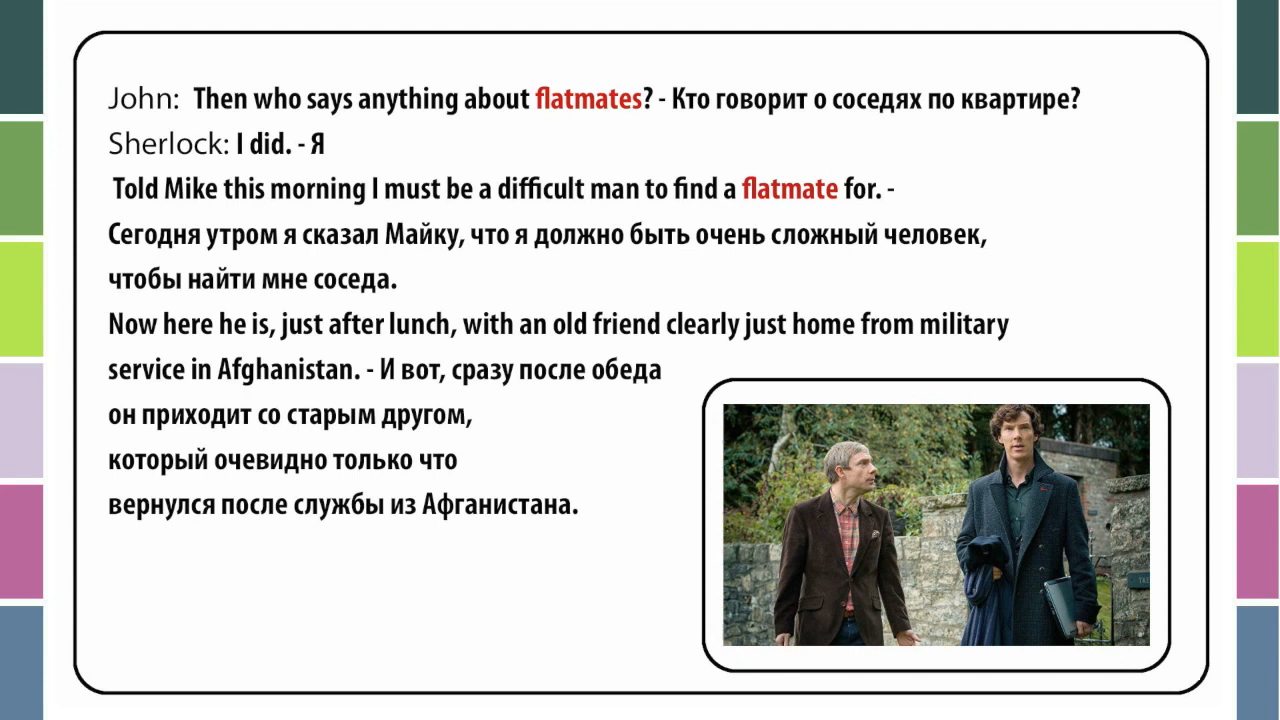 John: Then who says anything about flatmates? - Кто говорит о соседях по квартире?
Sherlock: I did. - Я
Told Mike this morning I must be a difficult man to find a flatmate for. -
Сегодня утром я сказал Майку, что я должно быть очень сложный человек,
чтобы найти мне соседа.
Now here he is, just after lunch, with an old friend clearly just home from military
service in Afghanistan. - И вот, сразу после обеда
он приходит со старым другом,
который очевидно только что
вернулся после службы из Афганистана.